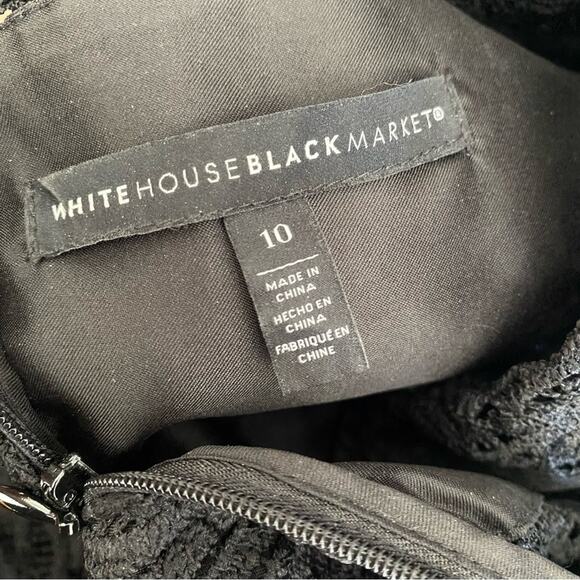 WHITEHOUSEBLACKMARKET®
10
MADE IN
CHINA
HECHO EN
CHINA
FABRIQUÉ EN
CHINE